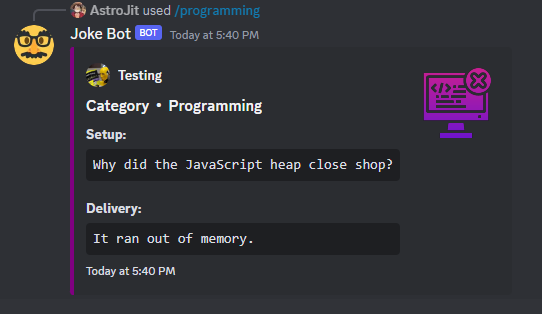 AstroJit used /programming
Joke Bot BOT Today at 5:40 PM
Testing
Category • Programming
Setup:
Why did the JavaScript heap close shop?
Delivery:
It ran out of memory.
Today at 5:40 PM